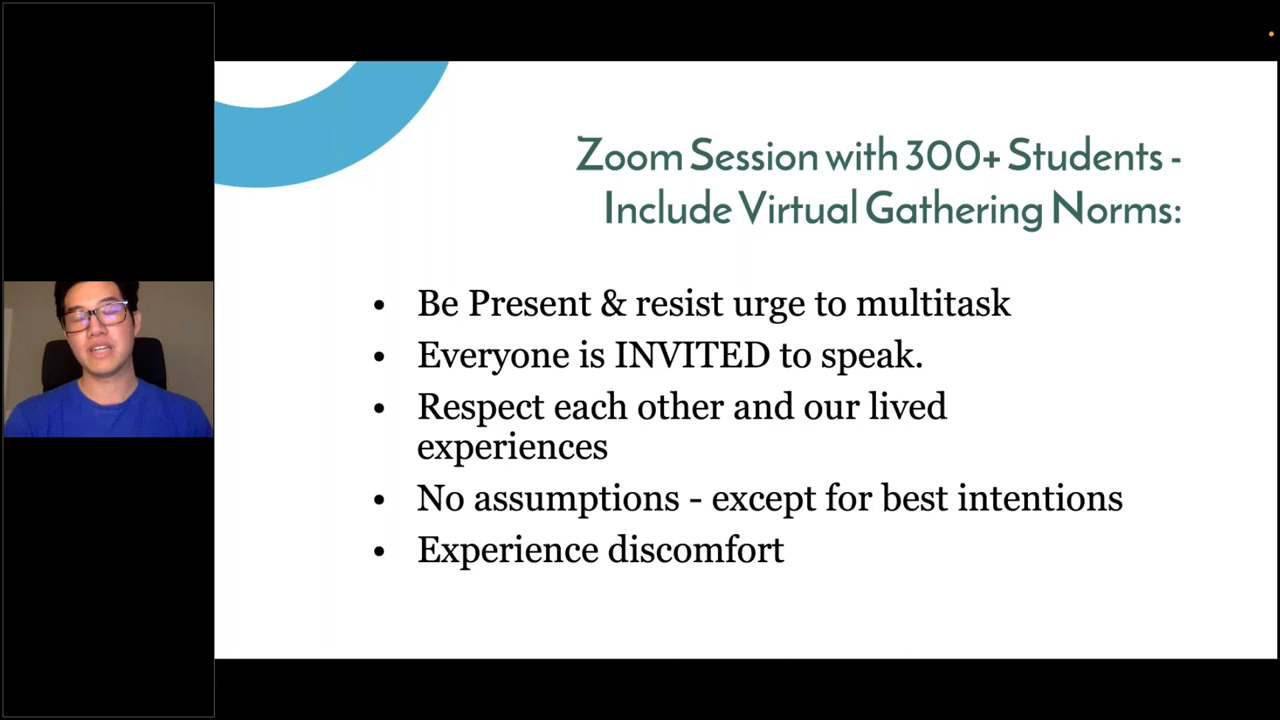 Zoom Session with 300+ Students -
Include Virtual Gathering Norms:
• Be Present & resist urge to multitask
• Everyone is INVITED to speak.
• Respect each other and our lived
experiences
• No assumptions - except for best intentions
• Experience discomfort